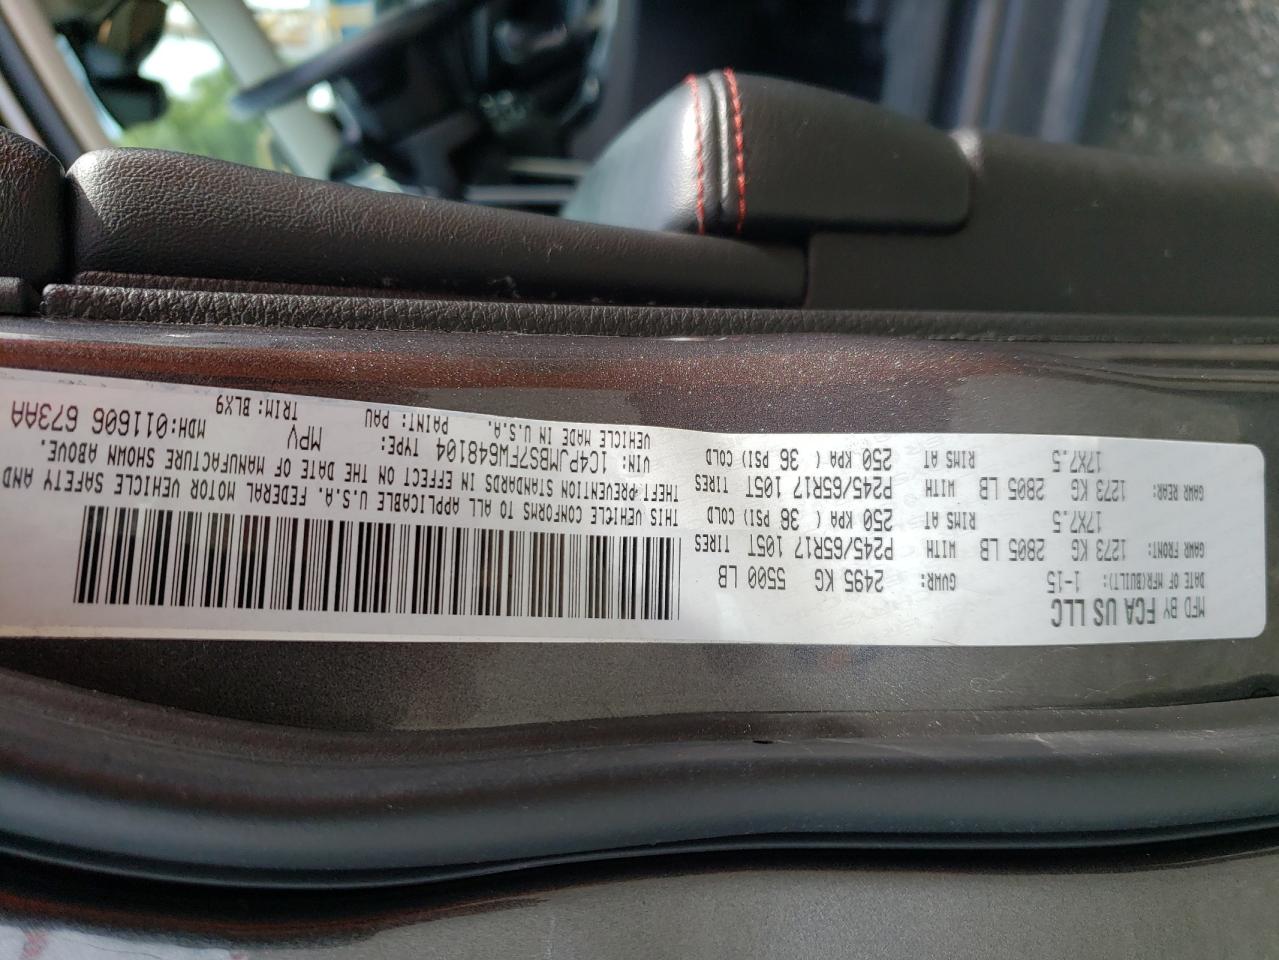 MFD BY FCA US LLC
DATE OF MFR(BUILT): 1-15 GVWR: 2495 KG 5500 LB
GAWR FRONT: 1273 KG 2805 LB WITH P245/65R17 105T TIRES
17X7.5 RIMS AT 250 KPA ( 36 PSI) COLD
GAWR REAR: 1273 KG 2805 LB WITH P245/65R17 105T TIRES
17X7.5 RIMS AT 250 KPA ( 36 PSI) COLD
THIS VEHICLE CONFORMS TO ALL APPLICABLE U.S.A. FEDERAL MOTOR VEHICLE SAFETY AND
THEFT PREVENTION STANDARDS IN EFFECT ON THE DATE OF MANUFACTURE SHOWN ABOVE.
VIN: 1C4PJMBS7FW648104 TYPE: MPV MDH:011606 673AA
VEHICLE MADE IN U.S.A. PAINT: PAU TRIM: BLX9